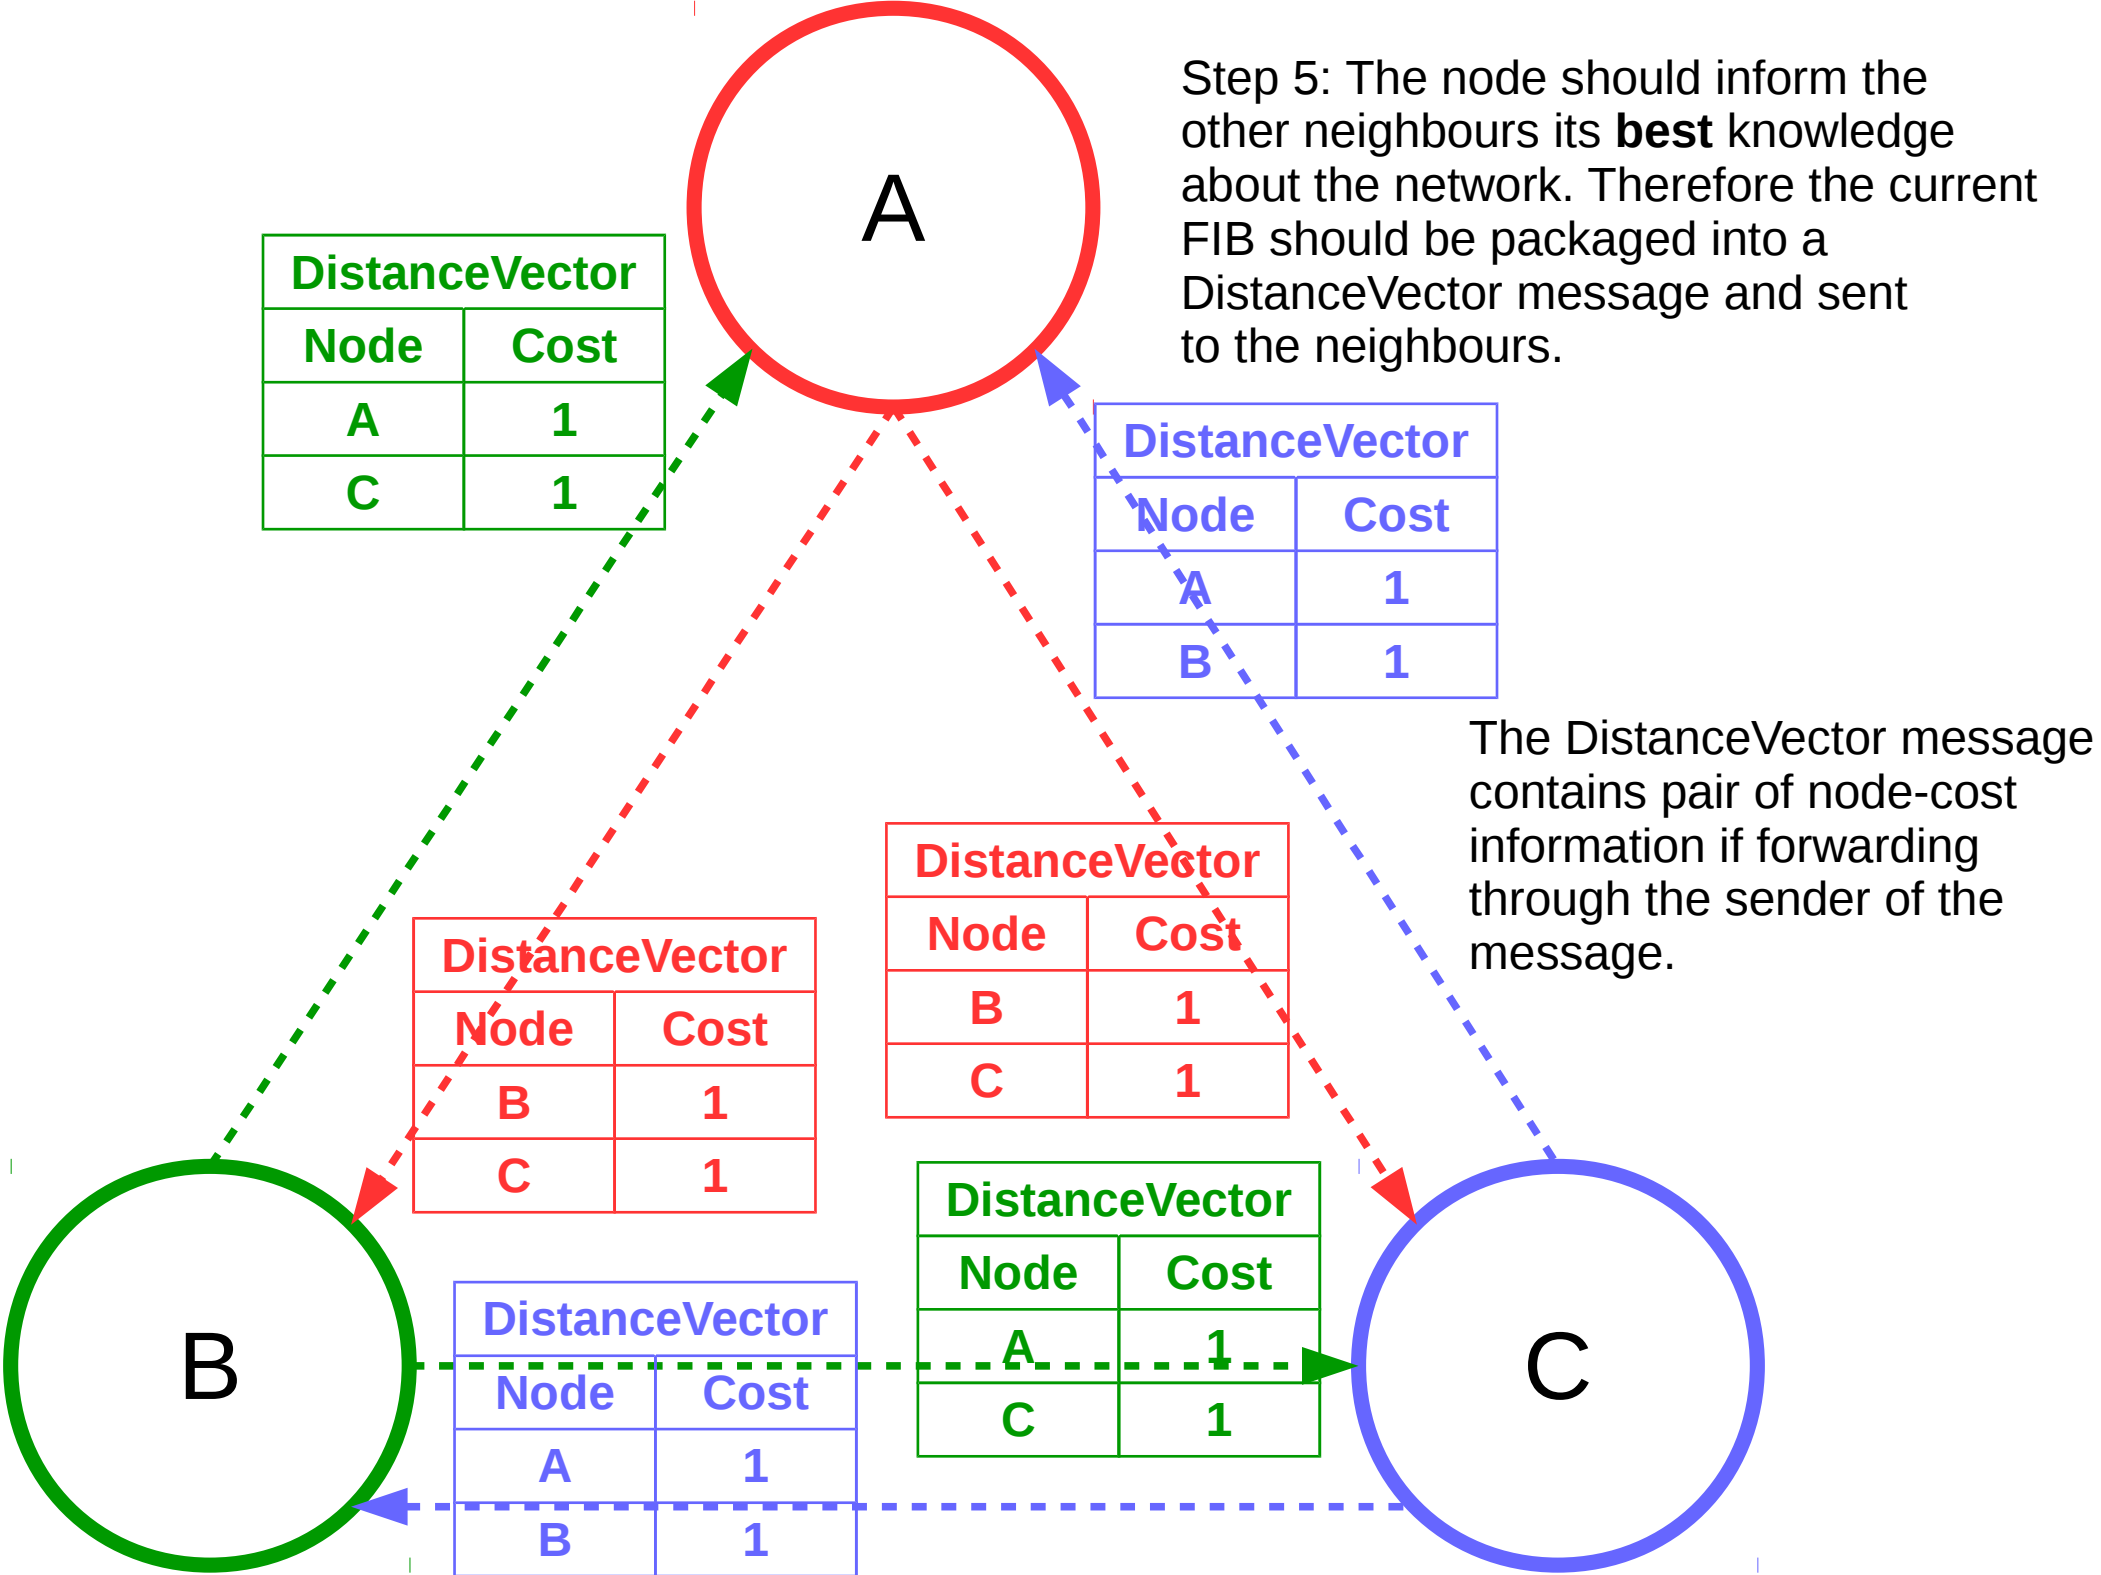 A
Step 5: The node should inform the
other neighbours its best knowledge
about the network. Therefore the current
FIB should be packaged into a
DistanceVector message and sent
to the neighbours.
DistanceVector
Node Cost
A 1
C 1
DistanceVector
Node Cost
A 1
B 1
The DistanceVector message
contains pair of node-cost
information if forwarding
through the sender of the
message.
DistanceVector
Node Cost
B 1
C 1
DistanceVector
Node Cost
B 1
C 1
DistanceVector
Node Cost
A 1
C 1
B
DistanceVector
Node Cost
A 1
B 1
C